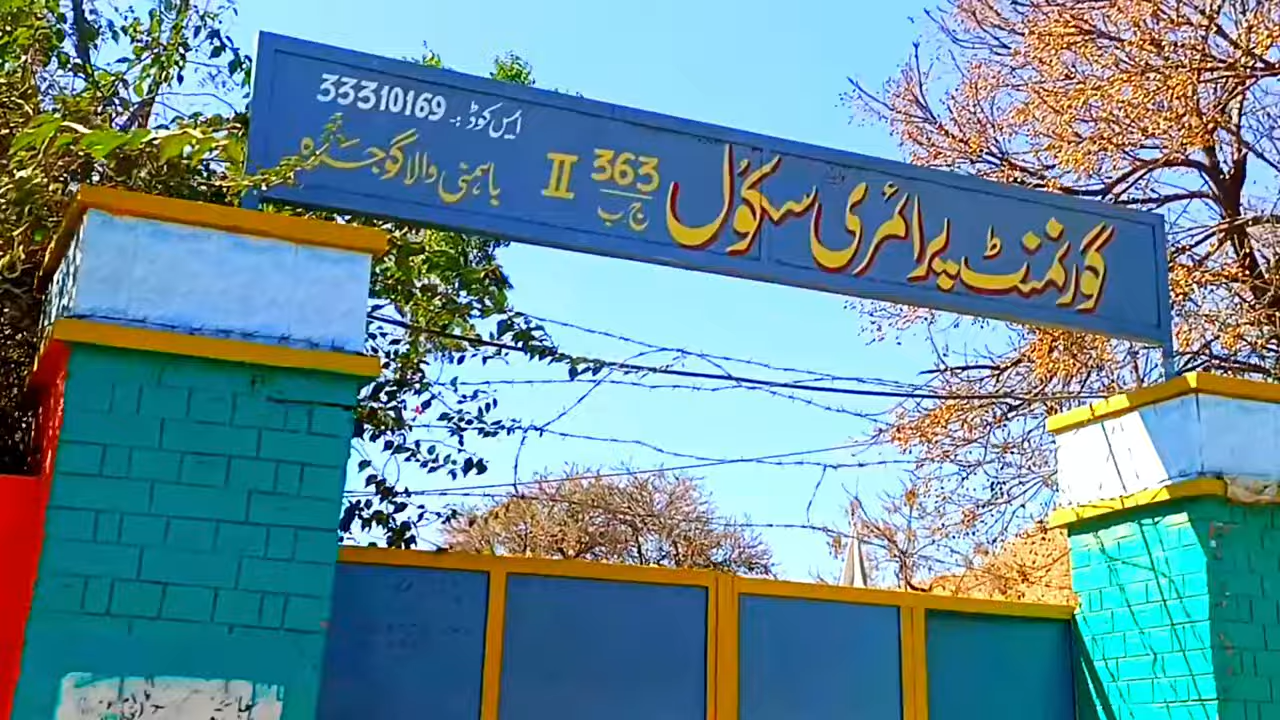 ایس کوڈ :۔ 33310169
گورنمنٹ پرائمری سکول 363 ج ب II باہمنی والا گوجرہ